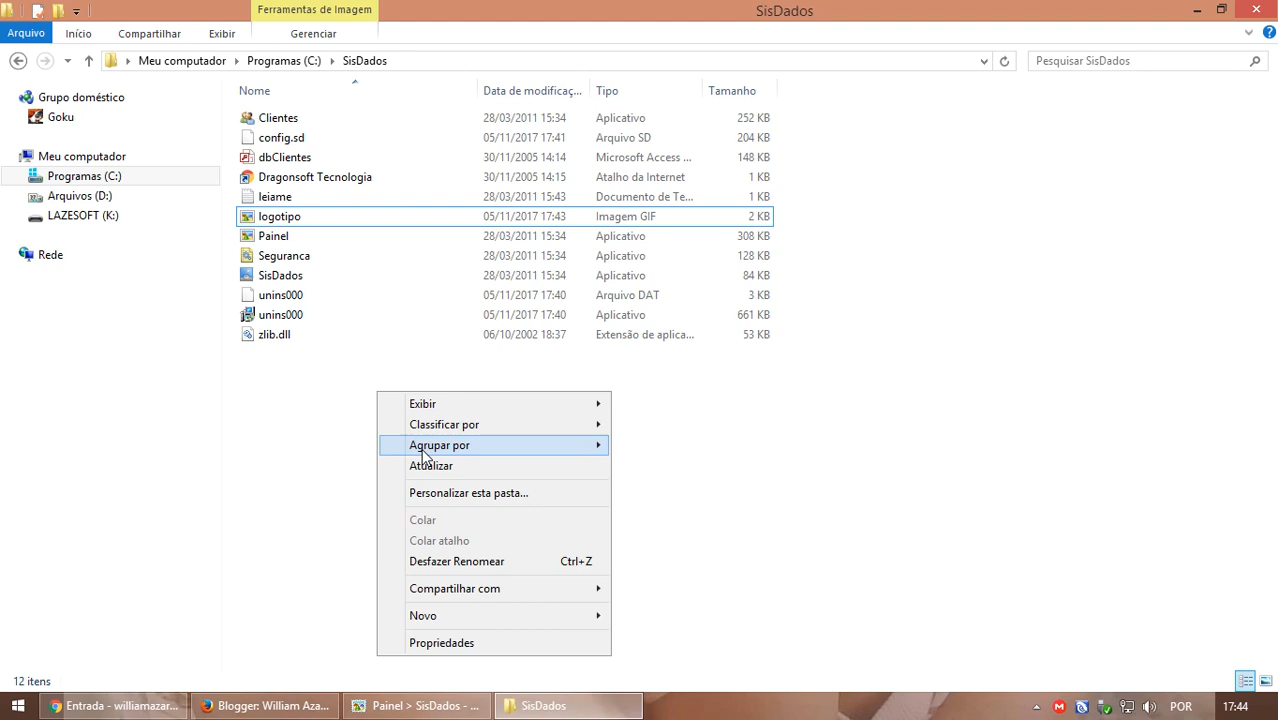 Ferramentas de Imagem
SisDados
Arquivo Início Compartilhar Exibir Gerenciar
Meu computador Programas (C:) SisDados
Pesquisar SisDados
Grupo doméstico
Goku
Meu computador
Programas (C:)
Arquivos (D:)
LAZESOFT (K:)
Rede
Nome Data de modificaç... Tipo Tamanho
Clientes 28/03/2011 15:34 Aplicativo 252 KB
config.sd 05/11/2017 17:41 Arquivo SD 204 KB
dbClientes 30/11/2005 14:14 Microsoft Access ... 148 KB
Dragonsoft Tecnologia 30/11/2005 14:15 Atalho da Internet 1 KB
leiame 28/03/2011 15:43 Documento de Te... 1 KB
logotipo 05/11/2017 17:43 Imagem GIF 2 KB
Painel 28/03/2011 15:34 Aplicativo 308 KB
Seguranca 28/03/2011 15:34 Aplicativo 128 KB
SisDados 28/03/2011 15:34 Aplicativo 84 KB
unins000 05/11/2017 17:40 Arquivo DAT 3 KB
unins000 05/11/2017 17:40 Aplicativo 661 KB
zlib.dll 06/10/2002 18:37 Extensão de aplica... 53 KB
Exibir
Classificar por
Agrupar por
Atualizar
Personalizar esta pasta...
Colar
Colar atalho
Desfazer Renomear Ctrl+Z
Compartilhar com
Novo
Propriedades
12 itens
Entrada - williamazar... Blogger: William Aza... Painel > SisDados - ... SisDados POR 17:44